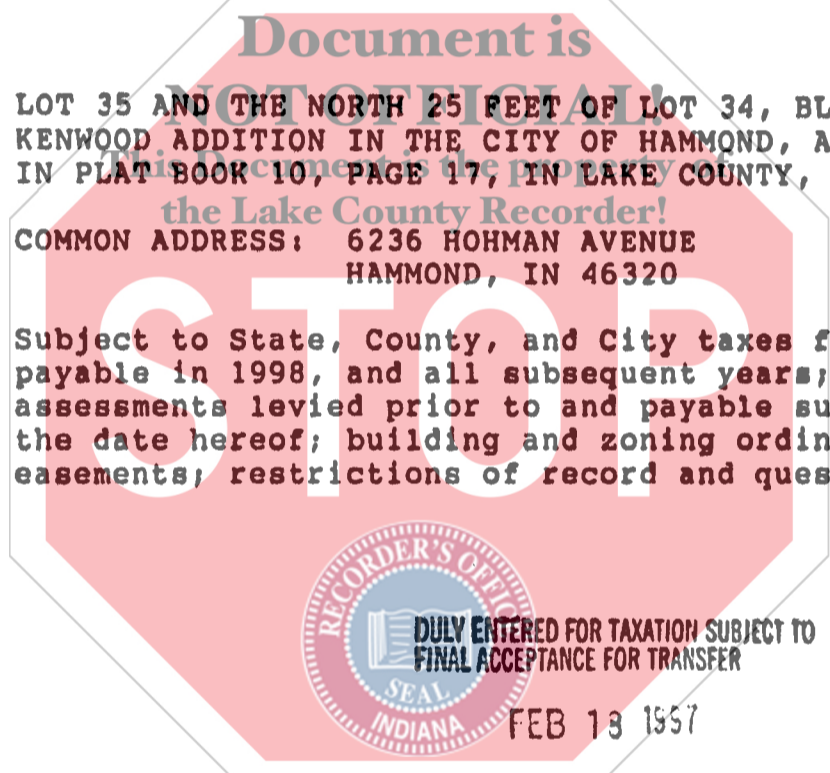 Document is
NOT OFFICIAL!
LOT 35 AND THE NORTH 25 FEET OF LOT 34, BL
KENWOOD ADDITION IN THE CITY OF HAMMOND, A
This Document is the property of
IN PLAT BOOK 10, PAGE 17, IN LAKE COUNTY,
the Lake County Recorder!
COMMON ADDRESS: 6236 HOHMAN AVENUE
HAMMOND, IN 46320
STOP
Subject to State, County, and City taxes f
payable in 1998, and all subsequent years;
assessments levied prior to and payable su
the date hereof; building and zoning ordin
easements; restrictions of record and ques
RECORDER'S OFFICE
SEAL
INDIANA
DULY ENTERED FOR TAXATION SUBJECT TO
FINAL ACCEPTANCE FOR TRANSFER
FEB 13 1997